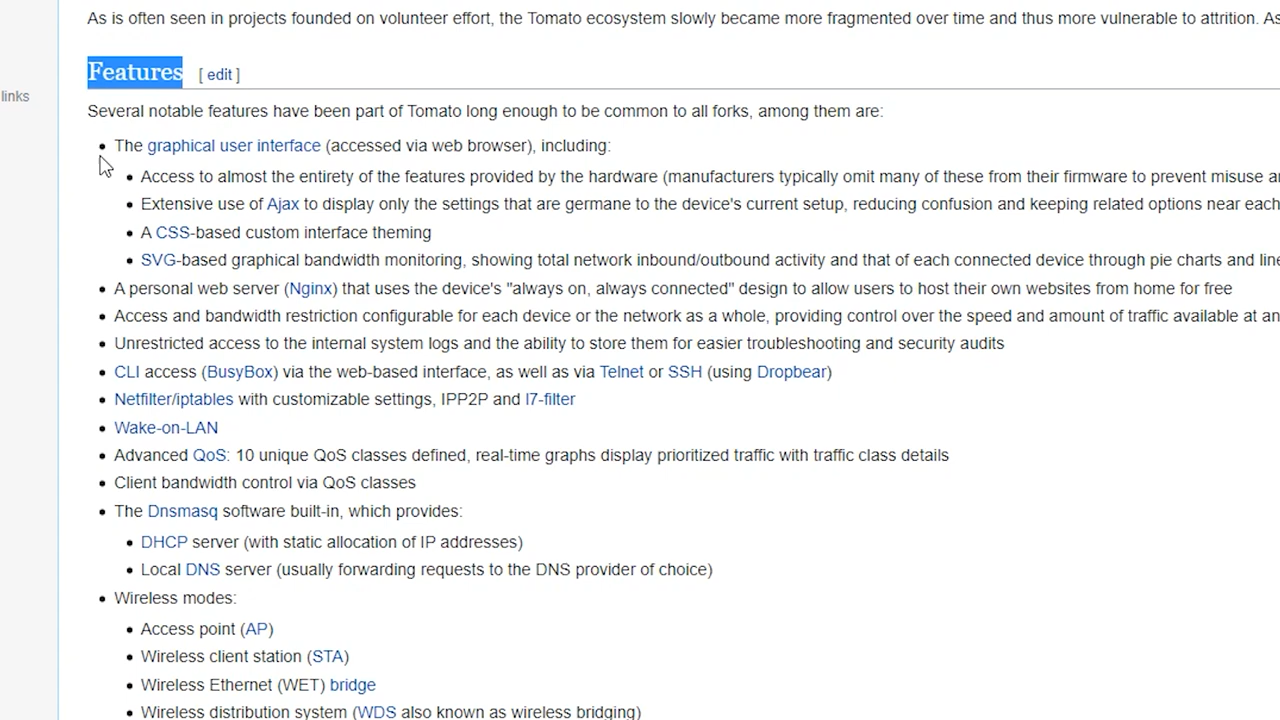 As is often seen in projects founded on volunteer effort, the Tomato ecosystem slowly became more fragmented over time and thus more vulnerable to attrition. As
Features [ edit ]
links
Several notable features have been part of Tomato long enough to be common to all forks, among them are:
• The graphical user interface (accessed via web browser), including:
• Access to almost the entirety of the features provided by the hardware (manufacturers typically omit many of these from their firmware to prevent misuse
• Extensive use of Ajax to display only the settings that are germane to the device's current setup, reducing confusion and keeping related options near each
• A CSS-based custom interface theming
• SVG-based graphical bandwidth monitoring, showing total network inbound/outbound activity and that of each connected device through pie charts and
• A personal web server (Nginx) that uses the device's "always on, always connected" design to allow users to host their own websites from home for free
• Access and bandwidth restriction configurable for each device or the network as a whole, providing control over the speed and amount of traffic available at
• Unrestricted access to the internal system logs and the ability to store them for easier troubleshooting and security audits
• CLI access (BusyBox) via the web-based interface, as well as via Telnet or SSH (using Dropbear)
• Netfilter/iptables with customizable settings, IPP2P and l7-filter
• Wake-on-LAN
• Advanced QoS: 10 unique QoS classes defined, real-time graphs display prioritized traffic with traffic class details
• Client bandwidth control via QoS classes
• The Dnsmasq software built-in, which provides:
• DHCP server (with static allocation of IP addresses)
• Local DNS server (usually forwarding requests to the DNS provider of choice)
• Wireless modes:
• Access point (AP)
• Wireless client station (STA)
• Wireless Ethernet (WET) bridge
• Wireless distribution system (WDS also known as wireless bridging)